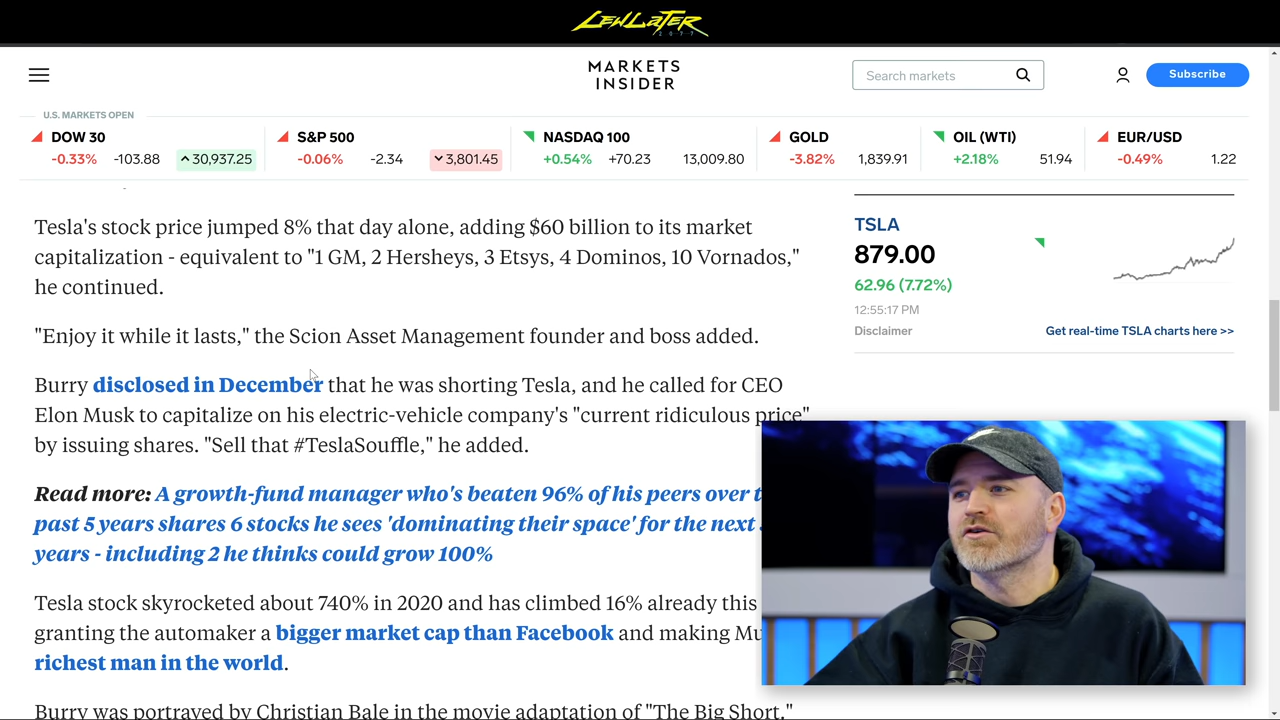 LEWLATER
2077
MARKETS
INSIDER
Search markets
Subscribe
U.S. MARKETS OPEN
DOW 30
-0.33% -103.88 30,937.25
S&P 500
-0.06% -2.34 3,801.45
NASDAQ 100
+0.54% +70.23 13,009.80
GOLD
-3.82% 1,839.91
OIL (WTI)
+2.18% 51.94
EUR/USD
-0.49% 1.22
Tesla's stock price jumped 8% that day alone, adding $60 billion to its market
capitalization - equivalent to "1 GM, 2 Hersheys, 3 Etsys, 4 Dominos, 10 Vornados,"
he continued.
"Enjoy it while it lasts," the Scion Asset Management founder and boss added.
Burry disclosed in December that he was shorting Tesla, and he called for CEO
Elon Musk to capitalize on his electric-vehicle company's "current ridiculous price"
by issuing shares. "Sell that #TeslaSouffle," he added.
Read more: A growth-fund manager who's beaten 96% of his peers over
past 5 years shares 6 stocks he sees 'dominating their space' for the next
years - including 2 he thinks could grow 100%
Tesla stock skyrocketed about 740% in 2020 and has climbed 16% already this
granting the automaker a bigger market cap than Facebook and making
richest man in the world.
Burry was portrayed by Christian Bale in the movie adaptation of "The Big Short,"
TSLA
879.00
62.96 (7.72%)
12:55:17 PM
Disclaimer
Get real-time TSLA charts here >>